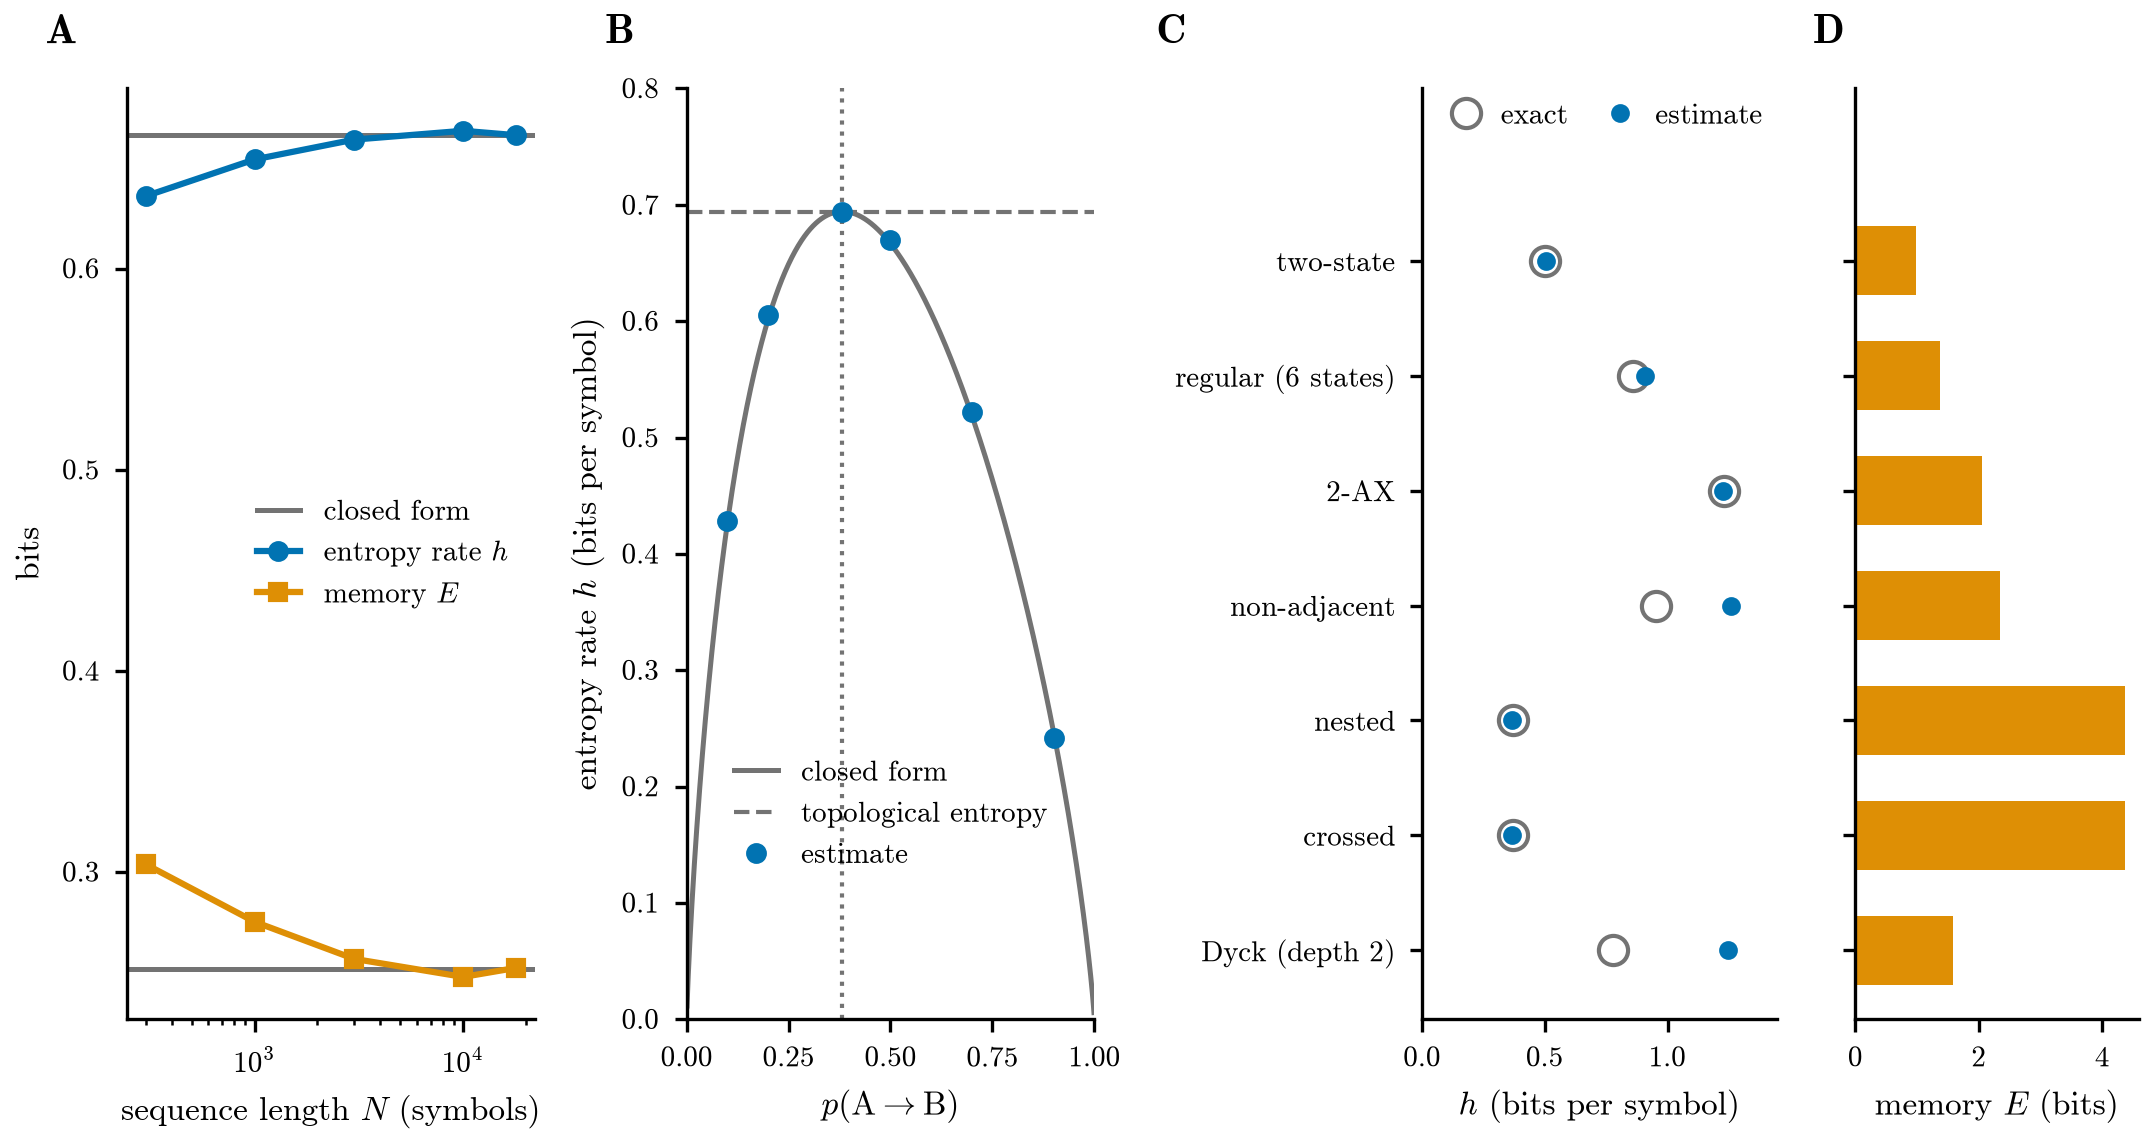 A
bits
0.6
0.5
0.4
0.3
closed form
entropy rate h
memory E
10³
10⁴
sequence length N (symbols)
B
entropy rate h (bits per symbol)
0.8
0.7
0.6
0.5
0.4
0.3
0.2
0.1
0.0
closed form
topological entropy
estimate
0.00
0.25
0.50
0.75
1.00
p(A → B)
C
exact
estimate
two-state
regular (6 states)
2-AX
non-adjacent
nested
crossed
Dyck (depth 2)
0.0
0.5
1.0
h (bits per symbol)
D
0
2
4
memory E (bits)